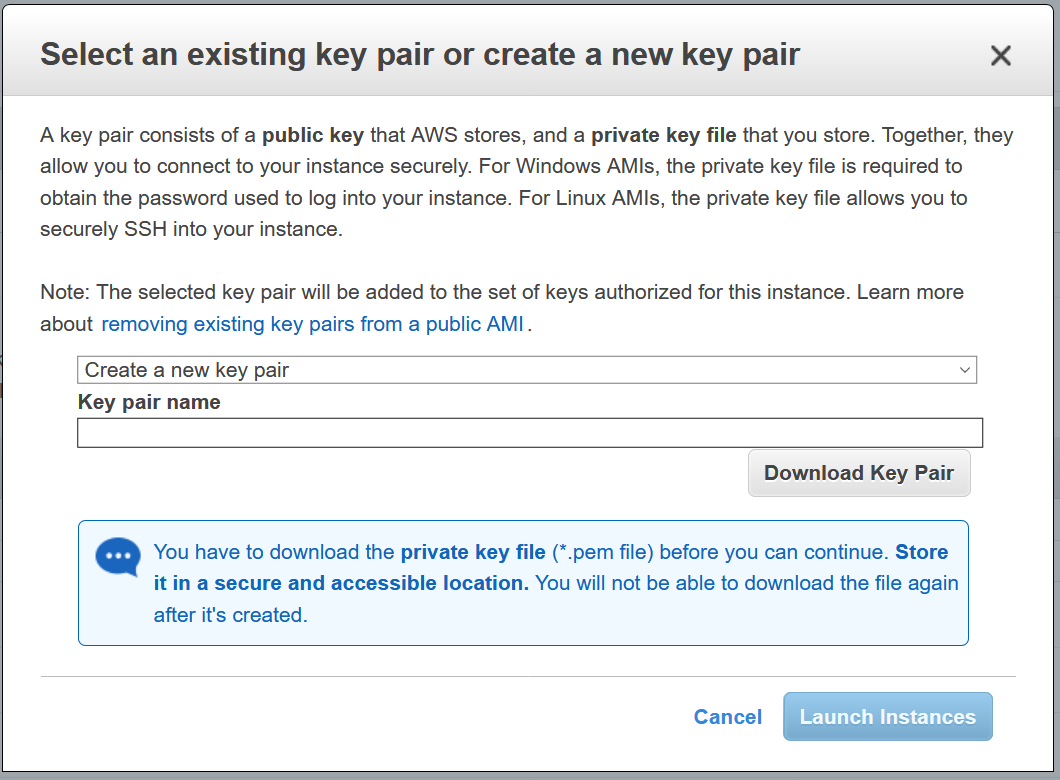 Select an existing key pair or create a new key pair
A key pair consists of a public key that AWS stores, and a private key file that you store. Together, they
allow you to connect to your instance securely. For Windows AMIs, the private key file is required to
obtain the password used to log into your instance. For Linux AMIs, the private key file allows you to
securely SSH into your instance.
Note: The selected key pair will be added to the set of keys authorized for this instance. Learn more
about removing existing key pairs from a public AMI.
Create a new key pair
Key pair name
Download Key Pair
You have to download the private key file (*.pem file) before you can continue. Store
it in a secure and accessible location. You will not be able to download the file again
after it's created.
Cancel Launch Instances